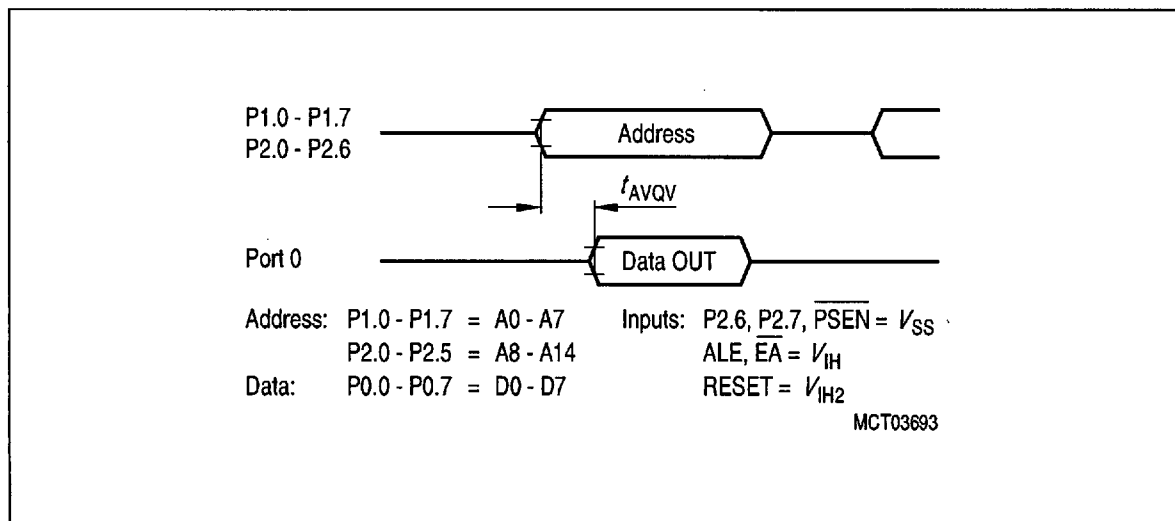 P1.0 - P1.7
P2.0 - P2.6
Address
tAVQV
Port 0
Data OUT
Address: P1.0 - P1.7 = A0 - A7 Inputs: P2.6, P2.7, P̅S̅E̅N̅ = VSS
P2.0 - P2.5 = A8 - A14 ALE, E̅A̅ = VIH
Data: P0.0 - P0.7 = D0 - D7 RESET = VIH2
MCT03693